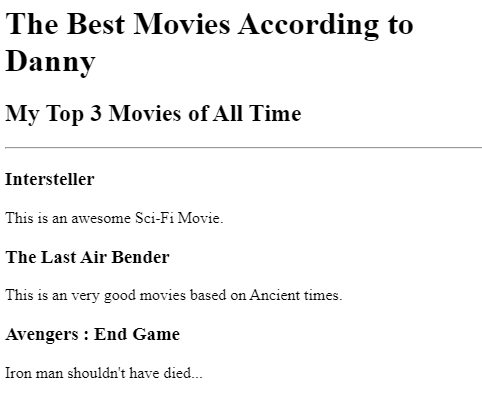 The Best Movies According to
Danny
My Top 3 Movies of All Time
Intersteller
This is an awesome Sci-Fi Movie.
The Last Air Bender
This is an very good movies based on Ancient times.
Avengers : End Game
Iron man shouldn't have died...